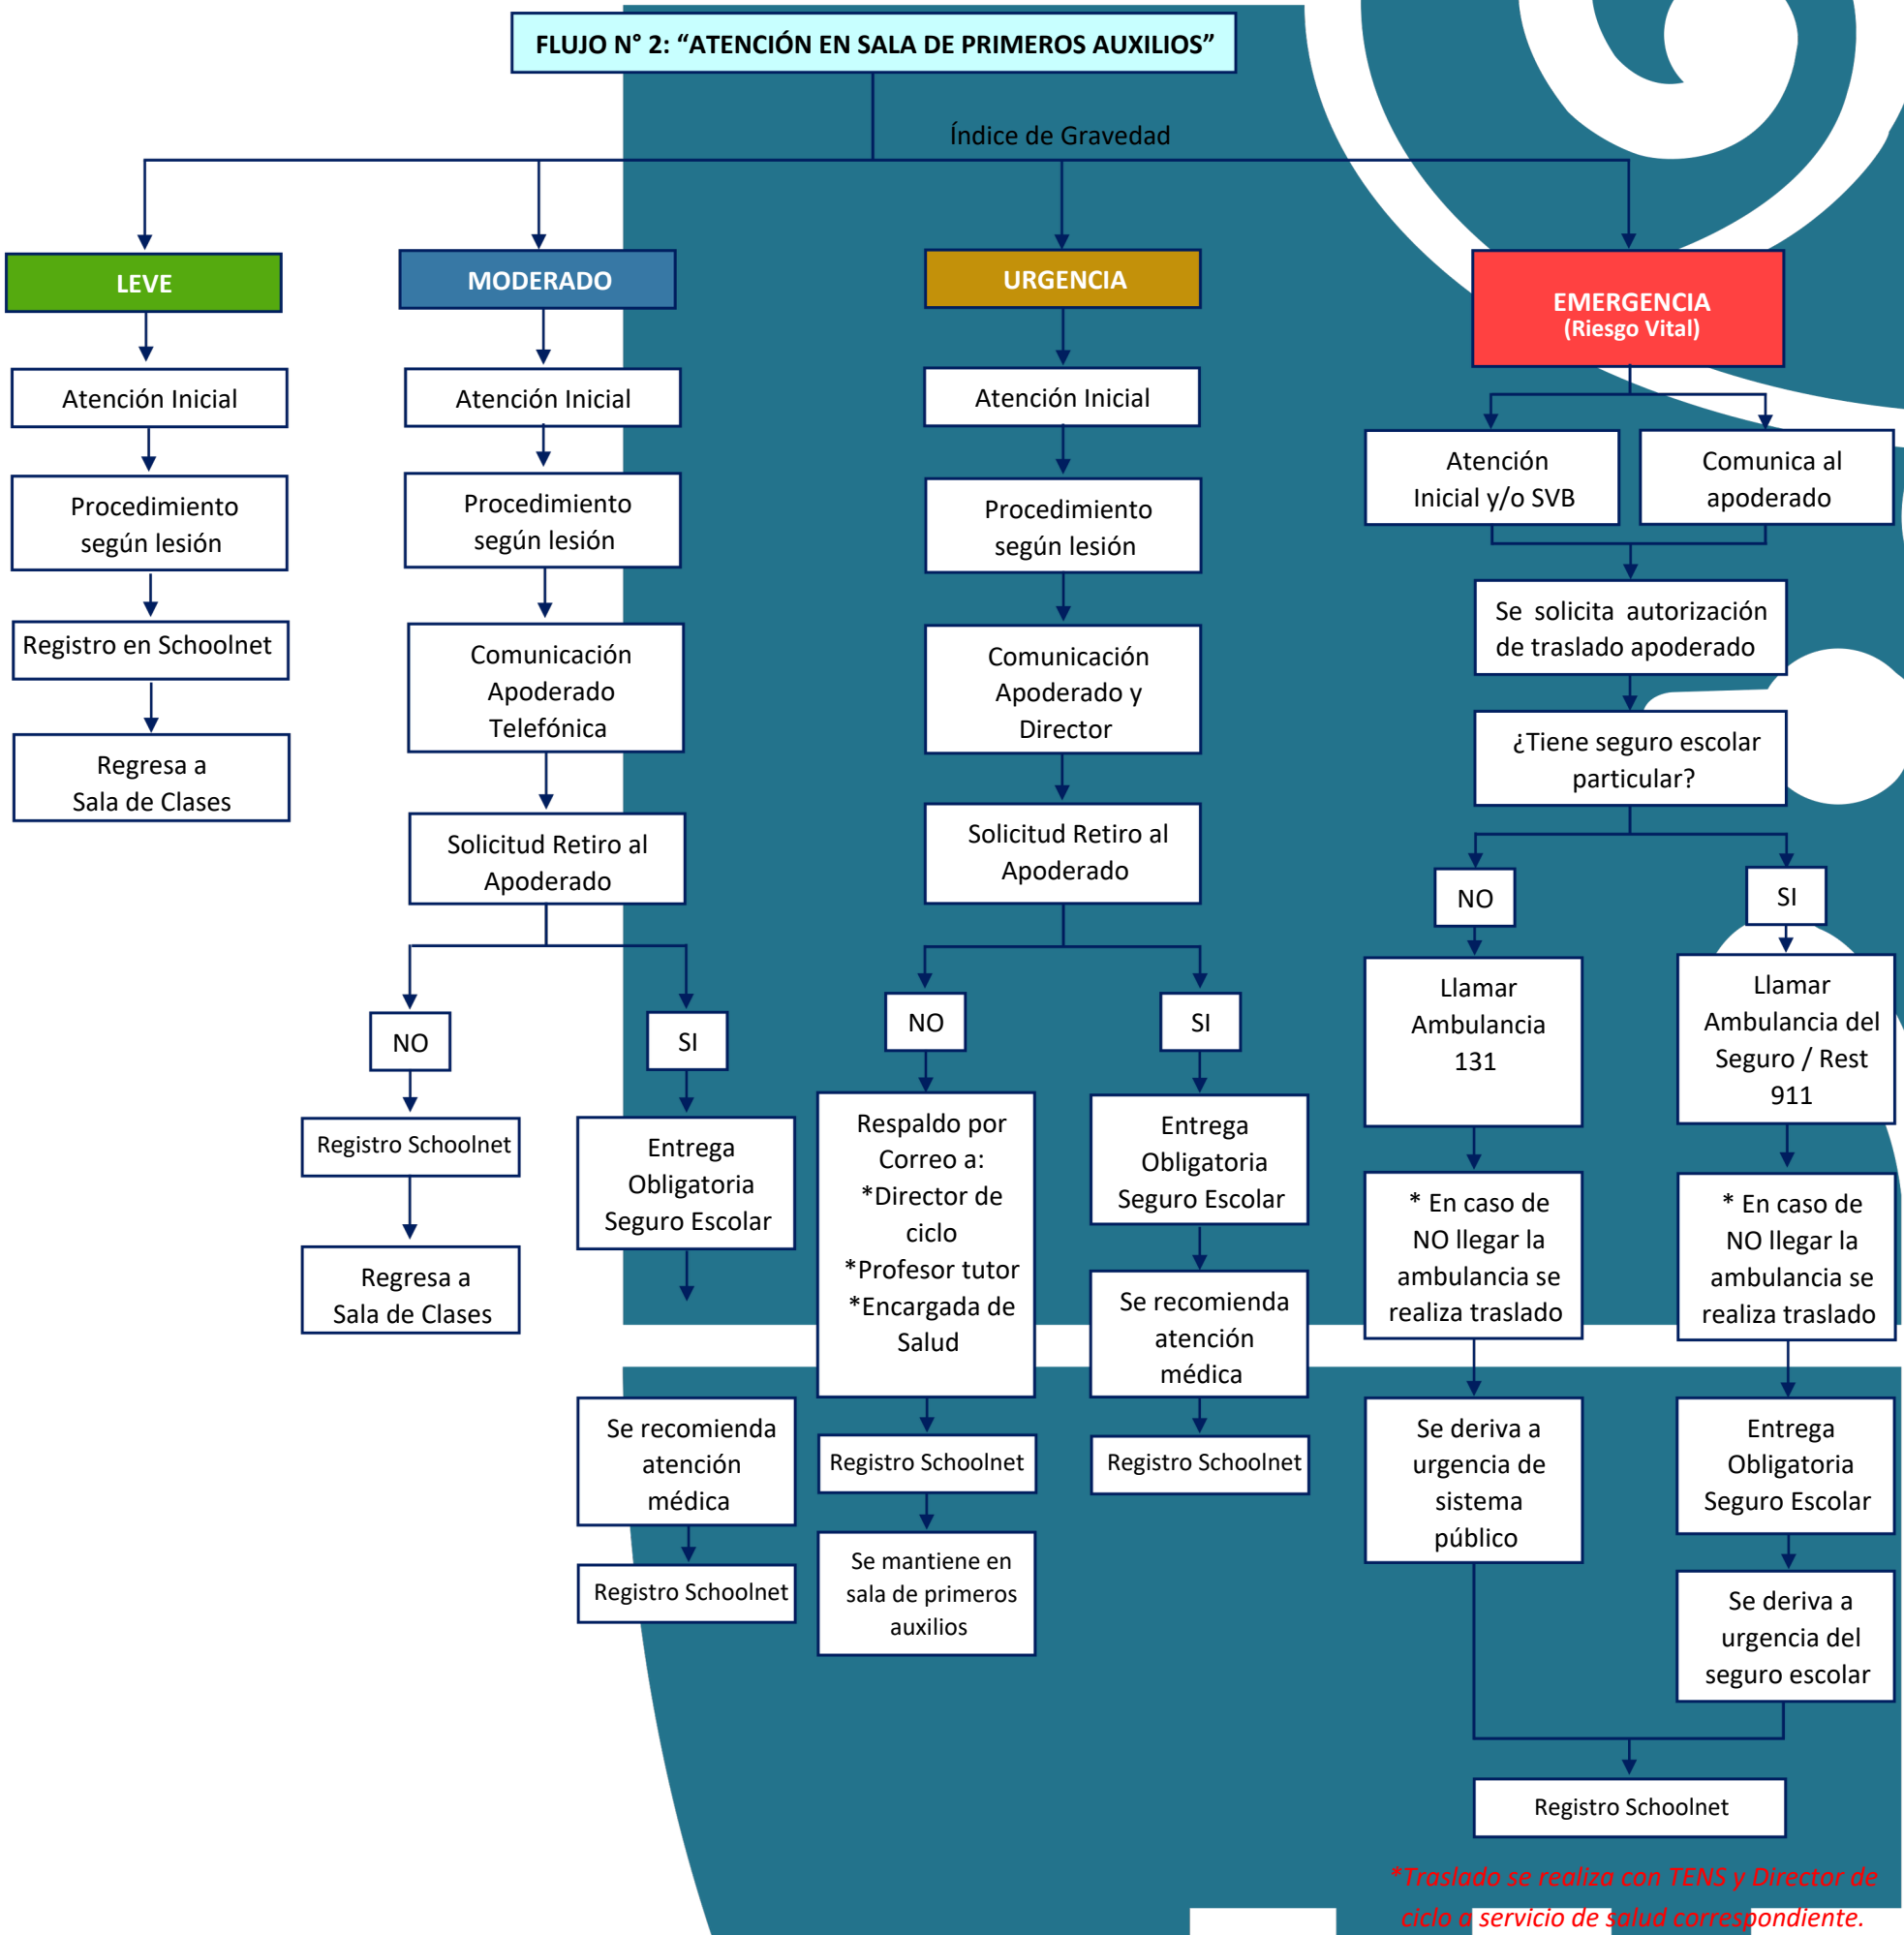 FLUJO N° 2: “ATENCIÓN EN SALA DE PRIMEROS AUXILIOS”
Índice de Gravedad
LEVE
Atención Inicial
Procedimiento
según lesión
Registro en Schoolnet
Regresa a
Sala de Clases
MODERADO
Atención Inicial
Procedimiento
según lesión
Comunicación
Apoderado
Telefónica
Solicitud Retiro al
Apoderado
NO
Registro Schoolnet
Regresa a
Sala de Clases
SI
Entrega
Obligatoria
Seguro Escolar
Se recomienda
atención
médica
Registro Schoolnet
URGENCIA
Atención Inicial
Procedimiento
según lesión
Comunicación
Apoderado y
Director
Solicitud Retiro al
Apoderado
NO
Respaldo por
Correo a:
*Director de
ciclo
*Profesor tutor
*Encargada de
Salud
Registro Schoolnet
Se mantiene en
sala de primeros
auxilios
SI
Entrega
Obligatoria
Seguro Escolar
Se recomienda
atención
médica
Registro Schoolnet
EMERGENCIA
(Riesgo Vital)
Atención
Inicial y/o SVB
Comunica al
apoderado
Se solicita autorización
de traslado apoderado
¿Tiene seguro escolar
particular?
NO
Llamar
Ambulancia
131
* En caso de
NO llegar la
ambulancia se
realiza traslado
Se deriva a
urgencia de
sistema
público
SI
Llamar
Ambulancia del
Seguro / Rest
911
* En caso de
NO llegar la
ambulancia se
realiza traslado
Entrega
Obligatoria
Seguro Escolar
Se deriva a
urgencia del
seguro escolar
Registro Schoolnet
*Traslado se realiza con TENS y Director de
ciclo a servicio de salud correspondiente.